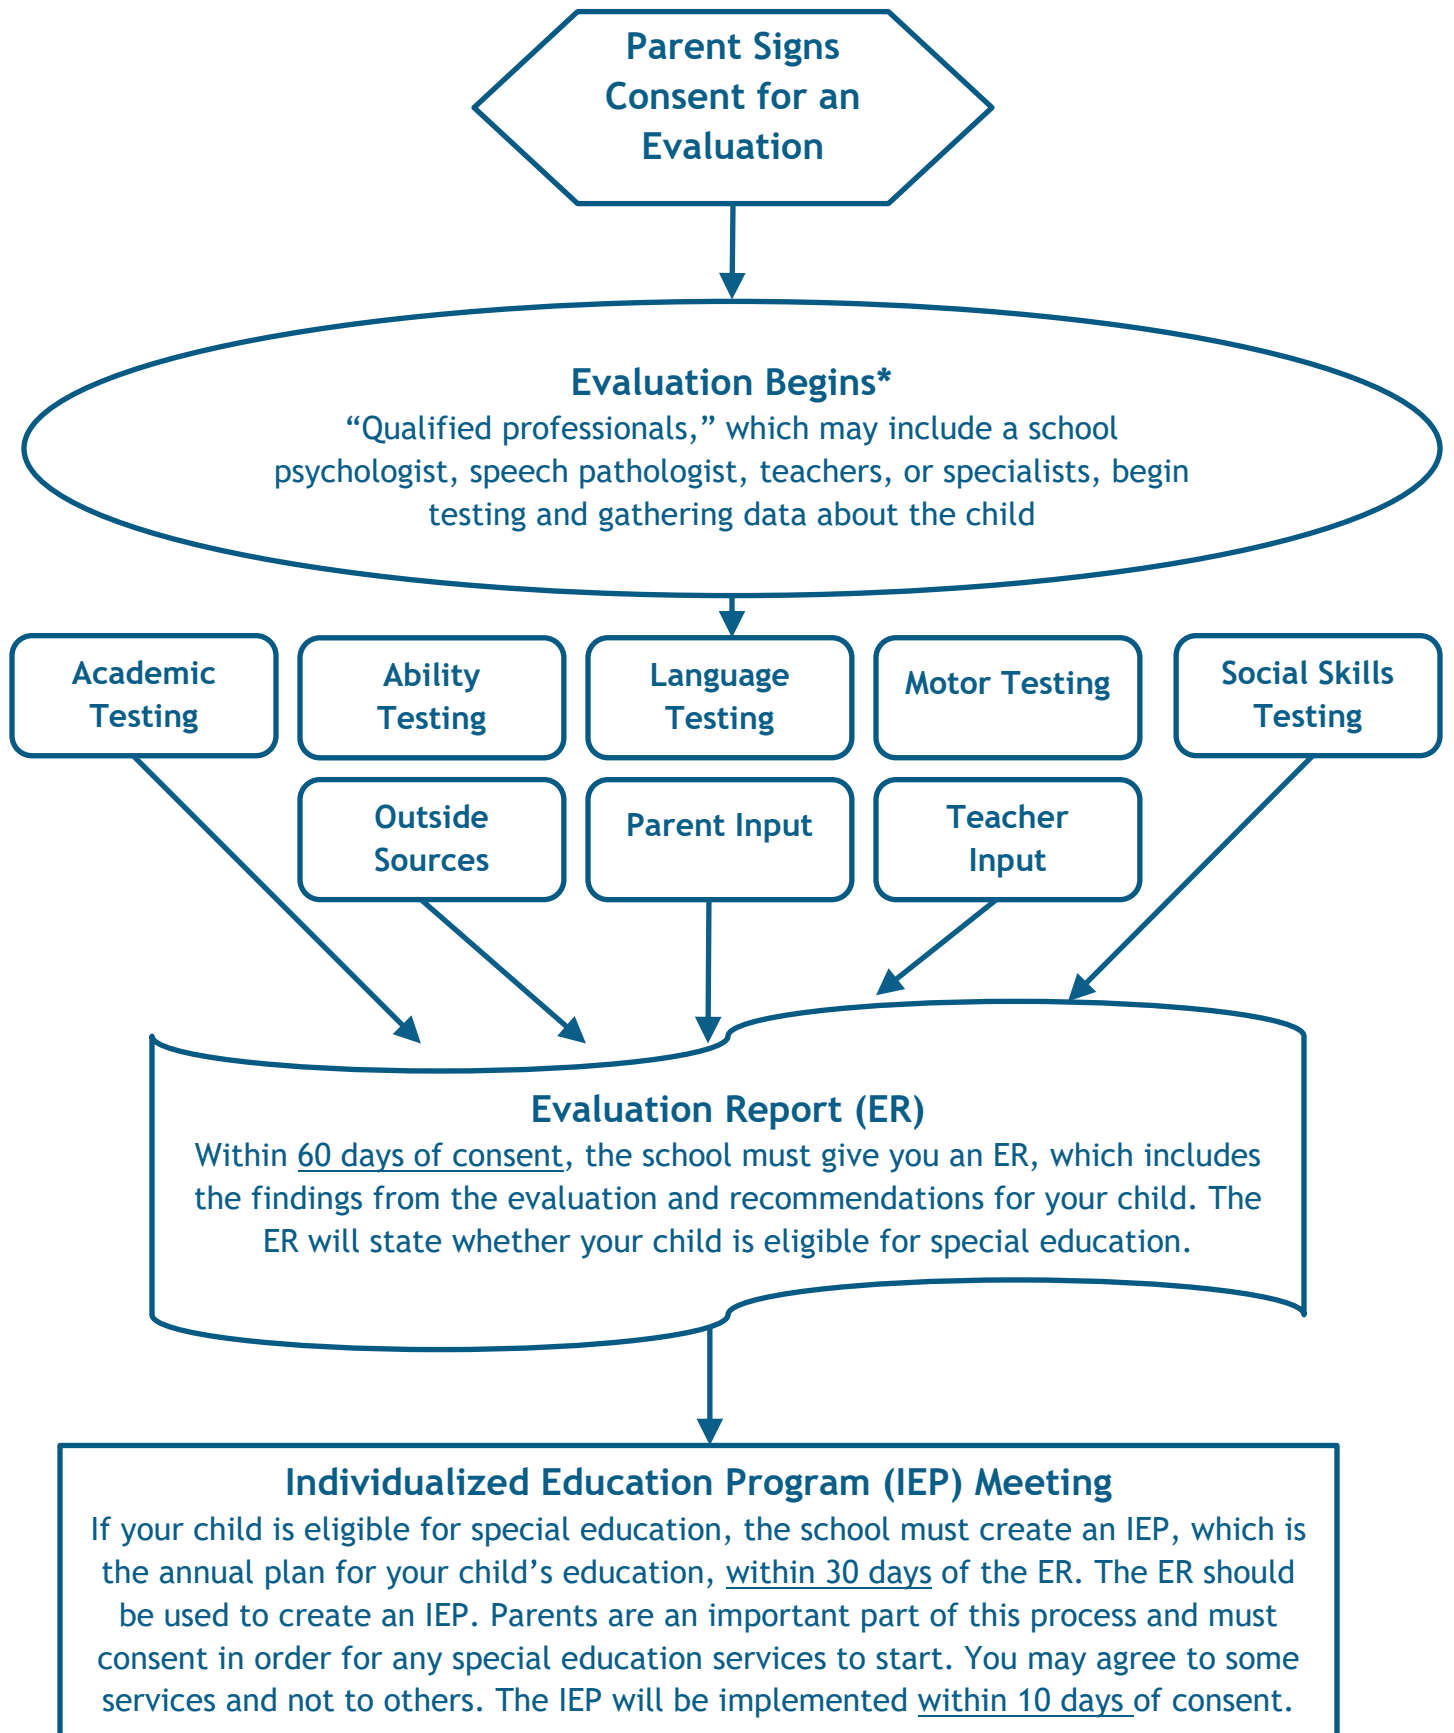 Parent Signs
Consent for an
Evaluation
Evaluation Begins*
“Qualified professionals,” which may include a school
psychologist, speech pathologist, teachers, or specialists, begin
testing and gathering data about the child
Academic
Testing
Ability
Testing
Language
Testing
Motor Testing
Social Skills
Testing
Outside
Sources
Parent Input
Teacher
Input
Evaluation Report (ER)
Within 60 days of consent, the school must give you an ER, which includes
the findings from the evaluation and recommendations for your child. The
ER will state whether your child is eligible for special education.
Individualized Education Program (IEP) Meeting
If your child is eligible for special education, the school must create an IEP, which is
the annual plan for your child’s education, within 30 days of the ER. The ER should
be used to create an IEP. Parents are an important part of this process and must
consent in order for any special education services to start. You may agree to some
services and not to others. The IEP will be implemented within 10 days of consent.